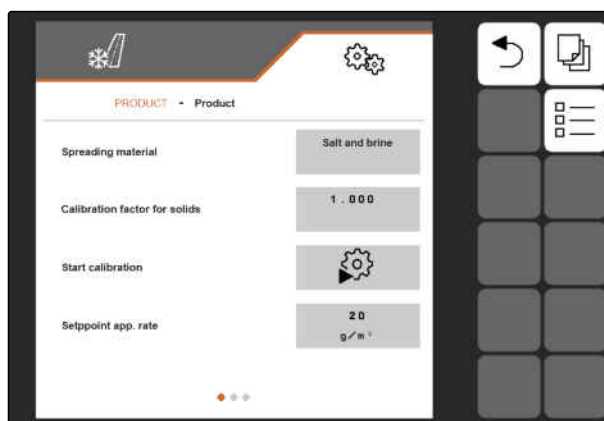 PRODUCT - Product
Spreading material
Salt and brine
Calibration factor for solids
1.000
Start calibration
Setppoint app. rate
20
g/m²